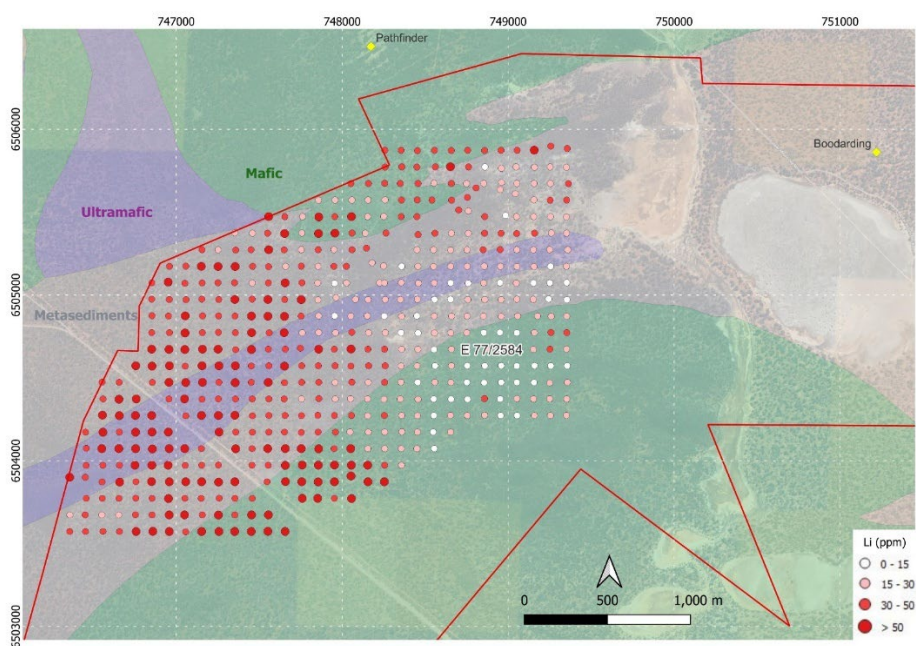 747000
748000
749000
750000
751000
Pathfinder
6506000
Boodarding
Mafic
Ultramafic
6505000
Metasediments
E 77/2584
6504000
Li (ppm)
0 - 15
15 - 30
30 - 50
> 50
0
500
1,000 m
6503000